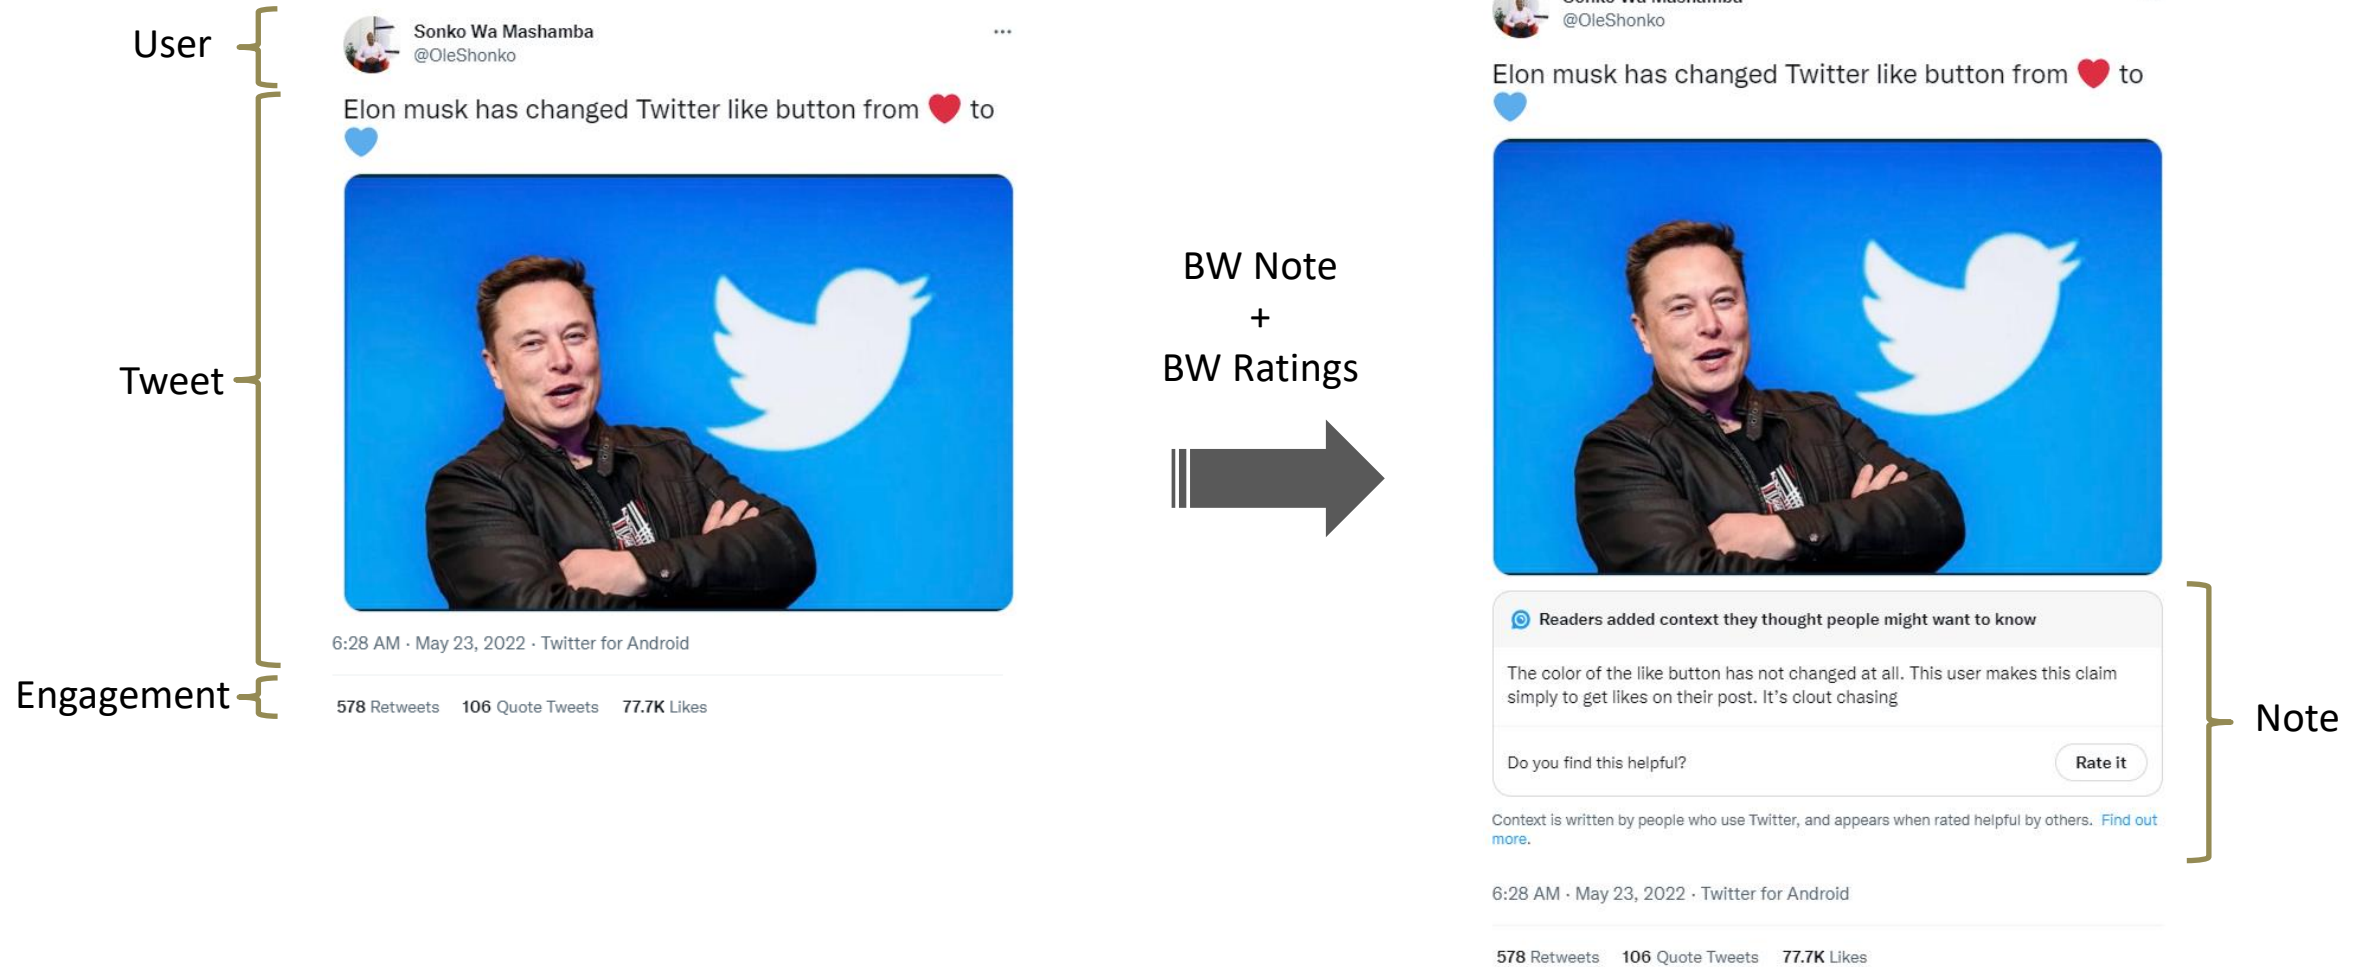 User
Sonko Wa Mashamba
@OleShonko
Tweet
Elon musk has changed Twitter like button from ❤️ to
💙
6:28 AM · May 23, 2022 · Twitter for Android
Engagement
578 Retweets 106 Quote Tweets 77.7K Likes
BW Note
+
BW Ratings
Sonko Wa Mashamba
@OleShonko
Elon musk has changed Twitter like button from ❤️ to
💙
Readers added context they thought people might want to know
The color of the like button has not changed at all. This user makes this claim
simply to get likes on their post. It's clout chasing
Do you find this helpful?
Rate it
Context is written by people who use Twitter, and appears when rated helpful by others. Find out
more.
Note
6:28 AM · May 23, 2022 · Twitter for Android
578 Retweets 106 Quote Tweets 77.7K Likes